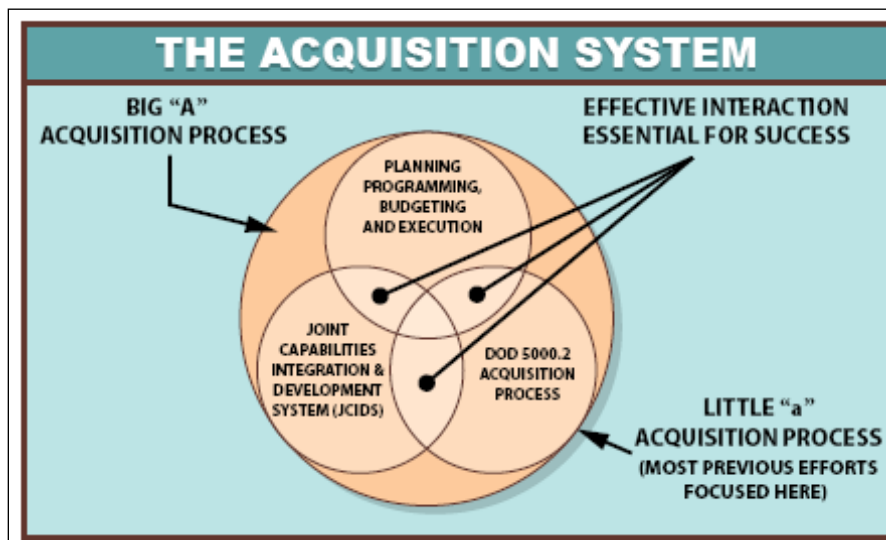 THE ACQUISITION SYSTEM
BIG “A”
ACQUISITION PROCESS
EFFECTIVE INTERACTION
ESSENTIAL FOR SUCCESS
PLANNING
PROGRAMMING,
BUDGETING
AND EXECUTION
JOINT
CAPABILITIES
INTEGRATION &
DEVELOPMENT
SYSTEM (JCIDS)
DOD 5000.2
ACQUISITION
PROCESS
LITTLE “a”
ACQUISITION PROCESS
(MOST PREVIOUS EFFORTS
FOCUSED HERE)